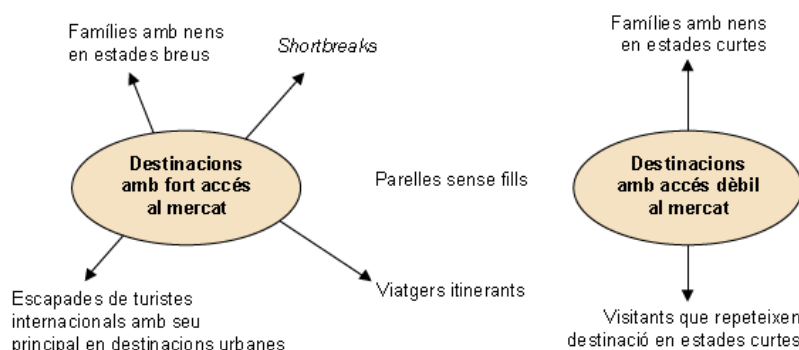 Famílies amb nens
en estades breus
Shortbreaks
Destinacions
amb fort accés
al mercat
Escapades de turistes
internacionals amb seu
principal en destinacions urbanes
Viatgers itinerants
Parelles sense fills
Famílies amb nens
en estades curtes
Destinacions
amb accés dèbil
al mercat
Visitants que repeteixen
destinació en estades curtes